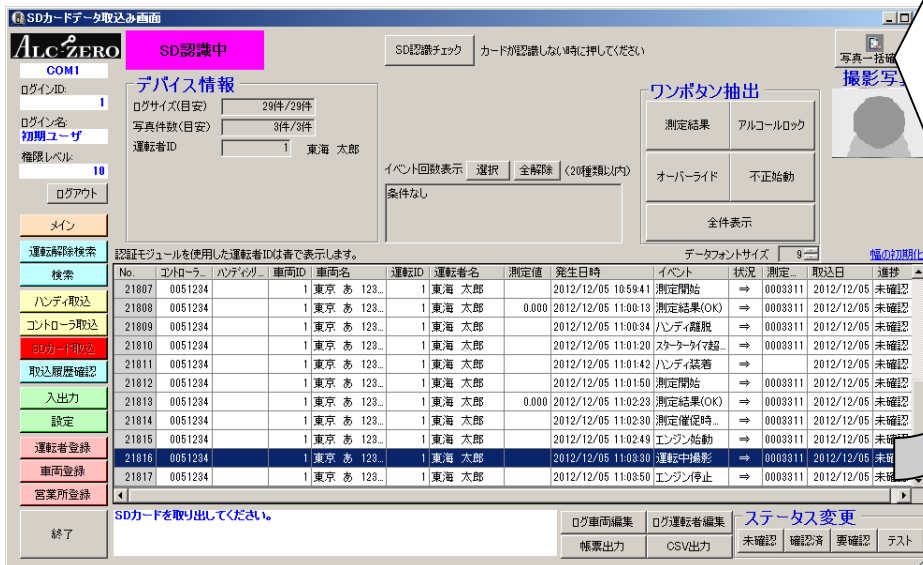 SDカードデータ取込み画面
ALC-ZERO
SD認識中
SD認識チェック カードが認識しない時に押してください
写真一括確
COM1
ログインID:
1
ログイン名:
初期ユーザ
権限レベル:
10
ログアウト
デバイス情報
ログサイズ(目安) 29件/29件
写真件数(目安) 3件/3件
運転者ID 1 東海 太郎
イベント回数表示 選択 全解除 (20種類以内)
条件なし
ワンボタン抽出
測定結果 アルコールロック
オーバーライド 不正始動
全件表示
撮影写
メイン
運転解除検索
検索
ハンディ取込
コントローラ取込
SDカード取込
取込履歴確認
入出力
設定
運転者登録
車両登録
営業所登録
終了
認証モジュールを使用した運転者IDは青で表示します。
データフォントサイズ 9
幅の初期化
No. コントローラ... ハンディシリ... 車両ID 車両名 運転ID 運転者名 測定値 発生日時 イベント 状況 測定... 取込日 進捗
21807 0051234 1 東京 あ 123... 1 東海 太郎 2012/12/05 10:59:41 測定開始 ⇒ 0003311 2012/12/05 未確認
21808 0051234 1 東京 あ 123... 1 東海 太郎 0.000 2012/12/05 11:00:13 測定結果(OK) ⇒ 0003311 2012/12/05 未確認
21809 0051234 1 東京 あ 123... 1 東海 太郎 2012/12/05 11:00:34 ハンディ離脱 ⇒ 0003311 2012/12/05 未確認
21810 0051234 1 東京 あ 123... 1 東海 太郎 2012/12/05 11:01:20 スタータータイマ超... ⇒ 0003311 2012/12/05 未確認
21811 0051234 1 東京 あ 123... 1 東海 太郎 2012/12/05 11:01:42 ハンディ装着 ⇒ 2012/12/05 未確認
21812 0051234 1 東京 あ 123... 1 東海 太郎 2012/12/05 11:01:50 測定開始 ⇒ 0003311 2012/12/05 未確認
21813 0051234 1 東京 あ 123... 1 東海 太郎 0.000 2012/12/05 11:02:23 測定結果(OK) ⇒ 0003311 2012/12/05 未確認
21814 0051234 1 東京 あ 123... 1 東海 太郎 2012/12/05 11:02:30 測定催促時... ⇒ 0003311 2012/12/05 未確認
21815 0051234 1 東京 あ 123... 1 東海 太郎 2012/12/05 11:02:49 エンジン始動 ⇒ 0003311 2012/12/05 未確
21816 0051234 1 東京 あ 123... 1 東海 太郎 2012/12/05 11:03:30 運転中撮影 ⇒ 0003311 2012/12/05 未
21817 0051234 1 東京 あ 123... 1 東海 太郎 2012/12/05 11:03:50 エンジン停止 ⇒ 0003311 2012/12/05 未確
SDカードを取り出してください。
ログ車両編集 ログ運転者編集
帳票出力 CSV出力
ステータス変更
未確認 確認済 要確認 テスト